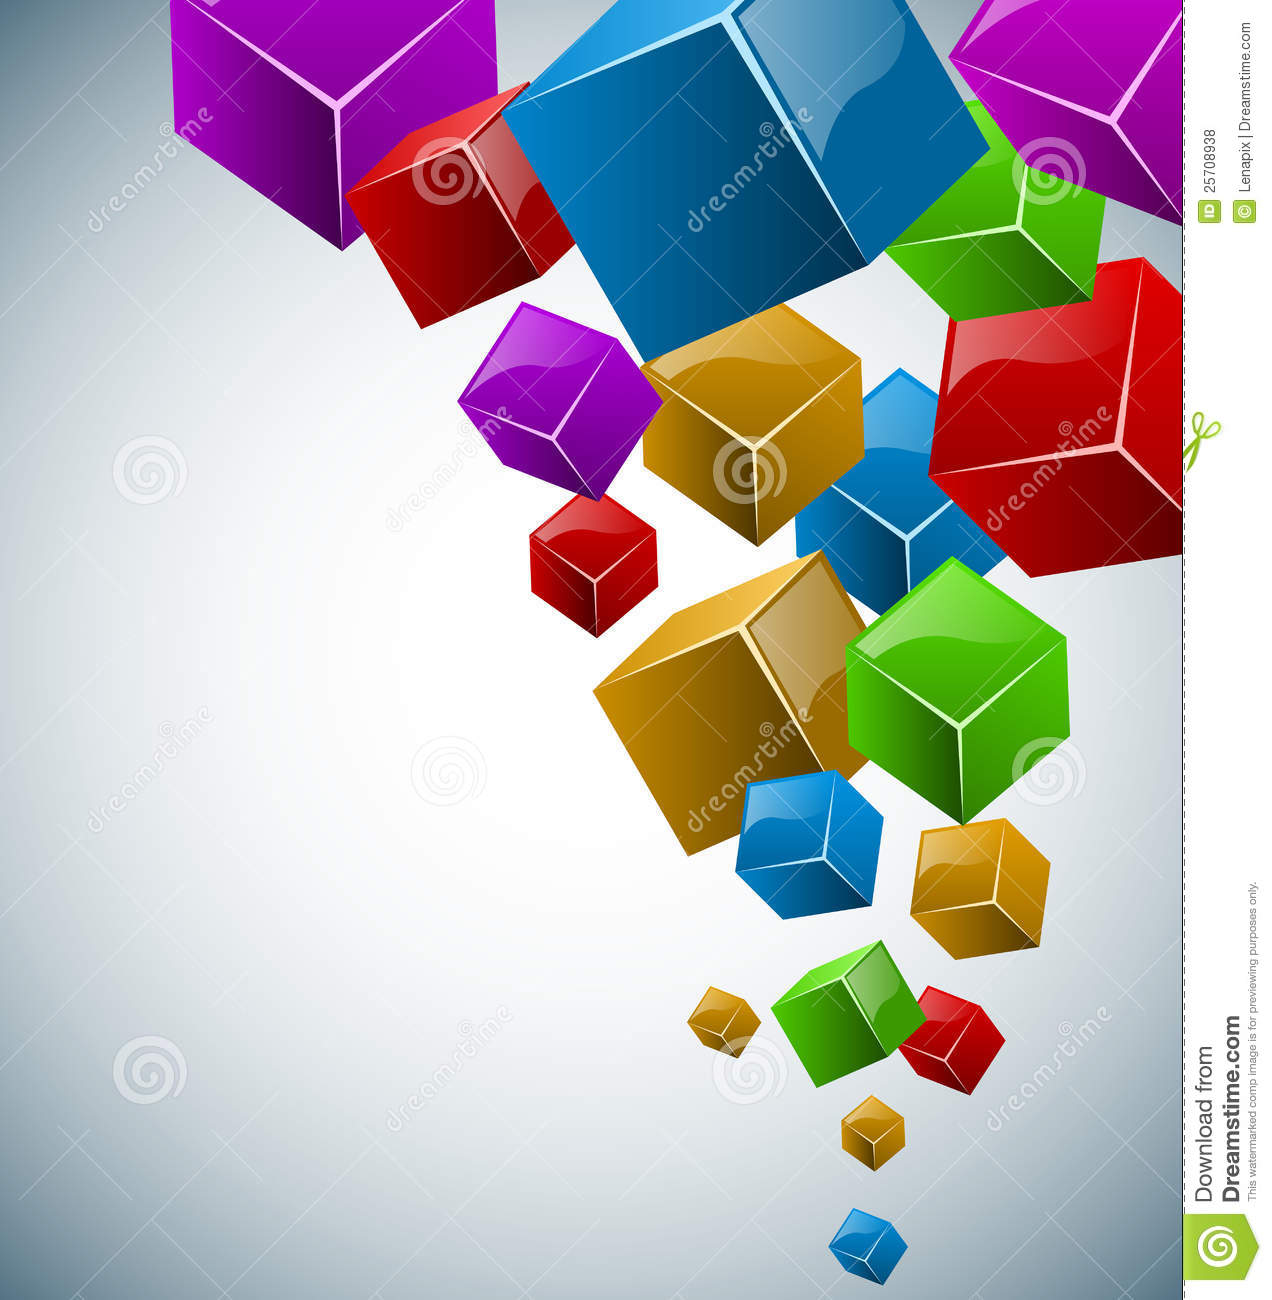 ID 25708938
© Lenapix | Dreamstime.com
Download from
Dreamstime.com
This watermarked comp image is for previewing purposes only.
dreamstime
dreamstime
dreamstime
dreamstime
dreamstime
dreamstime
dreamstime
dreamstime
dreamstime